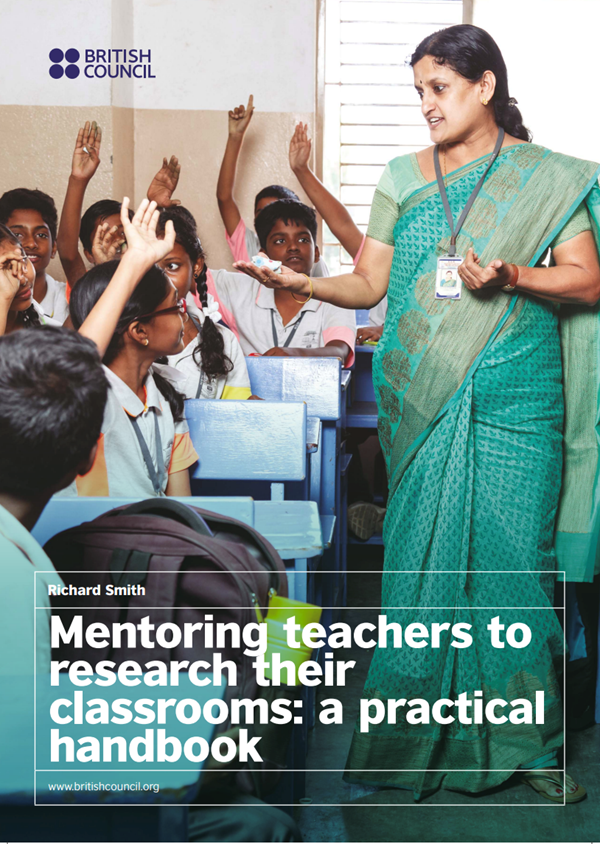 BRITISH
COUNCIL
Richard Smith
Mentoring teachers to
research their
classrooms: a practical
handbook
www.britishcouncil.org